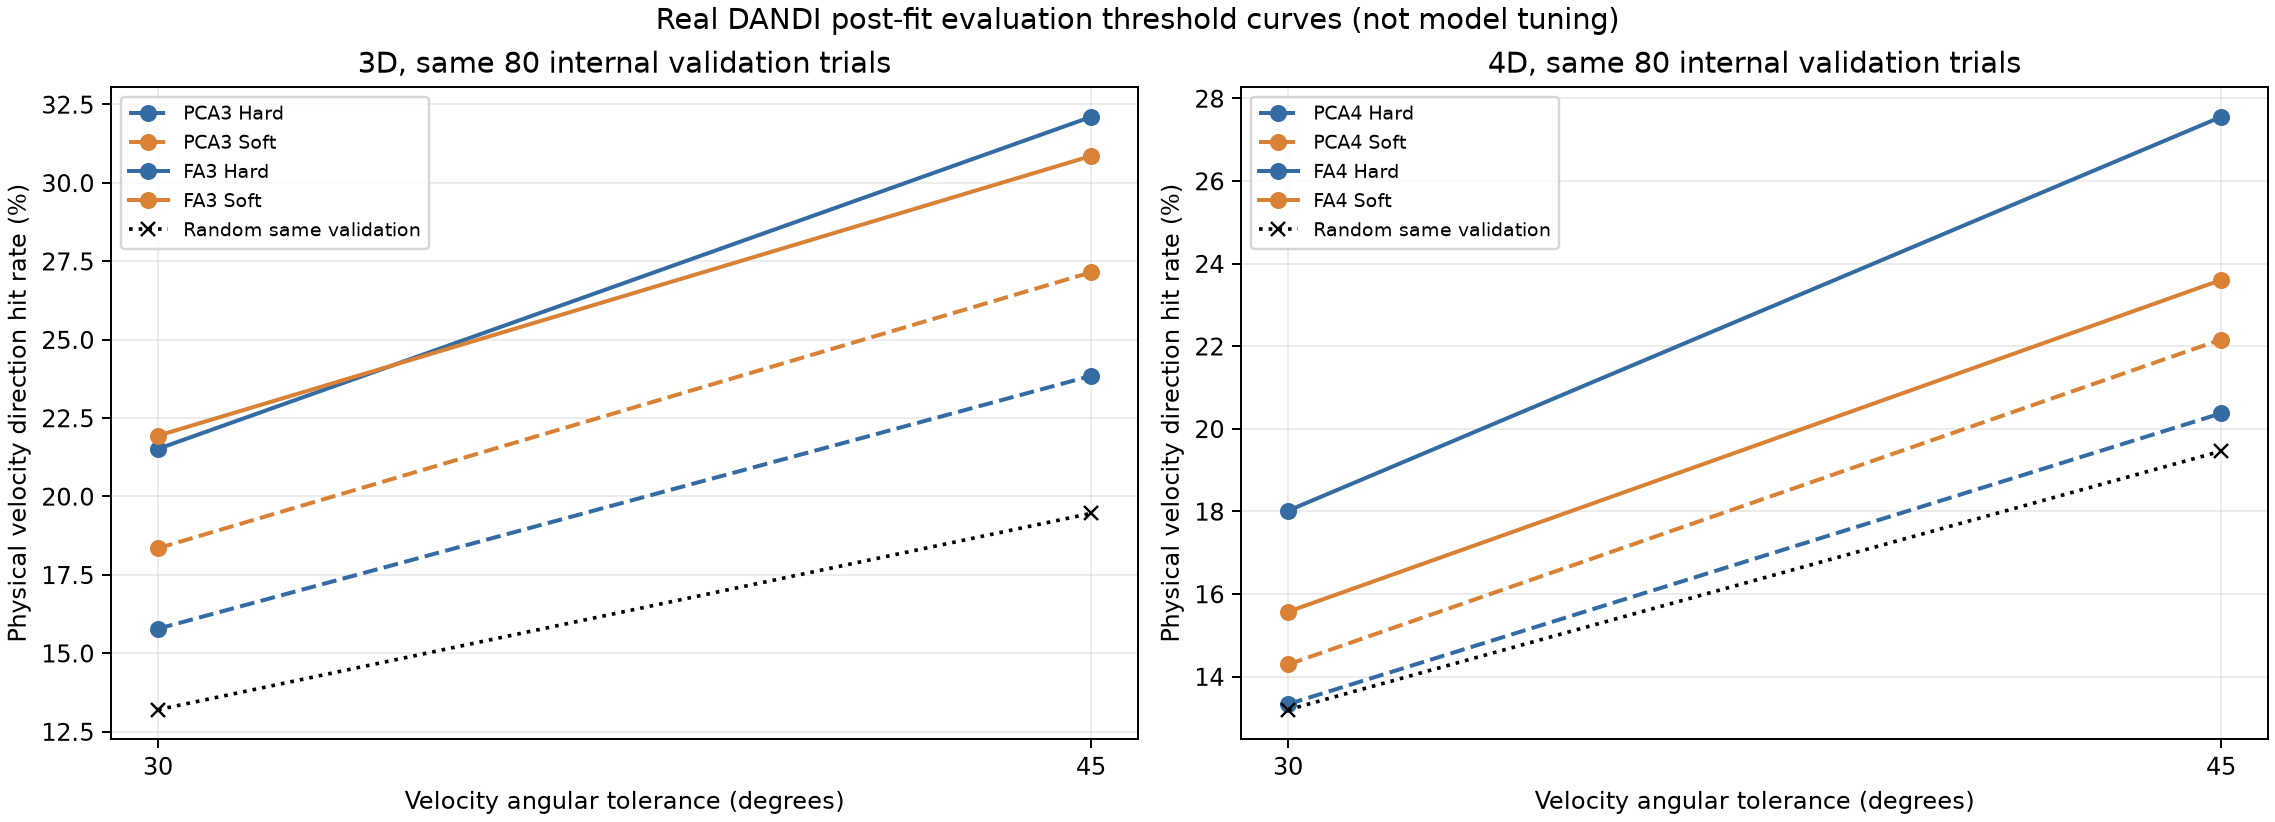 Real DANDI post-fit evaluation threshold curves (not model tuning)
3D, same 80 internal validation trials
PCA3 Hard
PCA3 Soft
FA3 Hard
FA3 Soft
Random same validation
Physical velocity direction hit rate (%)
32.5
30.0
27.5
25.0
22.5
20.0
17.5
15.0
12.5
30
45
Velocity angular tolerance (degrees)
4D, same 80 internal validation trials
PCA4 Hard
PCA4 Soft
FA4 Hard
FA4 Soft
Random same validation
Physical velocity direction hit rate (%)
28
26
24
22
20
18
16
14
30
45
Velocity angular tolerance (degrees)